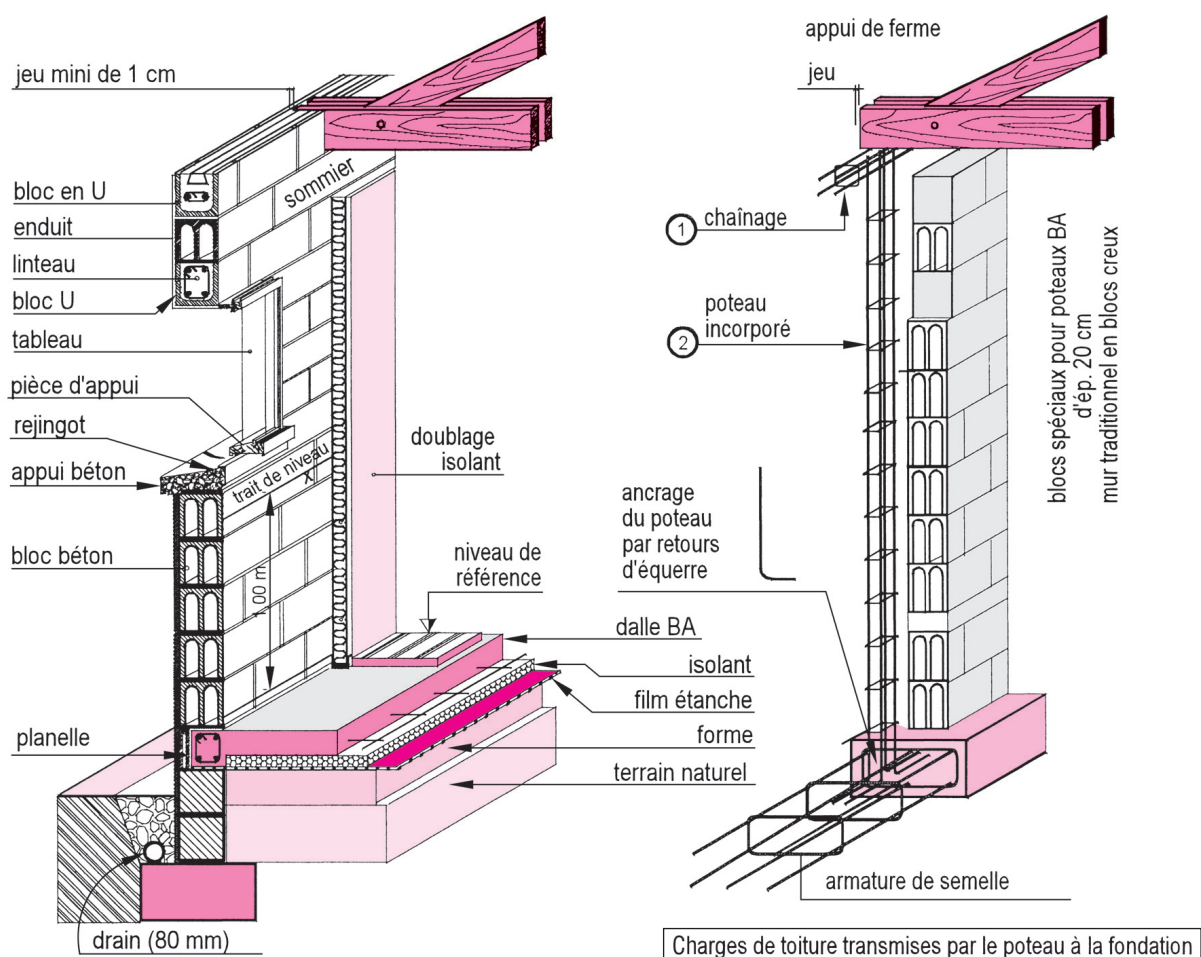 jeu mini de 1 cm
bloc en U
enduit
linteau
bloc U
tableau
pièce d'appui
rejingot
appui béton
bloc béton
planelle
drain (80 mm)
sommier
trait de niveau
1,00 m
doublage
isolant
niveau de
référence
dalle BA
isolant
film étanche
forme
terrain naturel
appui de ferme
jeu
1 chaînage
2 poteau
incorporé
ancrage
du poteau
par retours
d'équerre
armature de semelle
blocs spéciaux pour poteaux BA
d'ép. 20 cm
mur traditionnel en blocs creux
Charges de toiture transmises par le poteau à la fondation